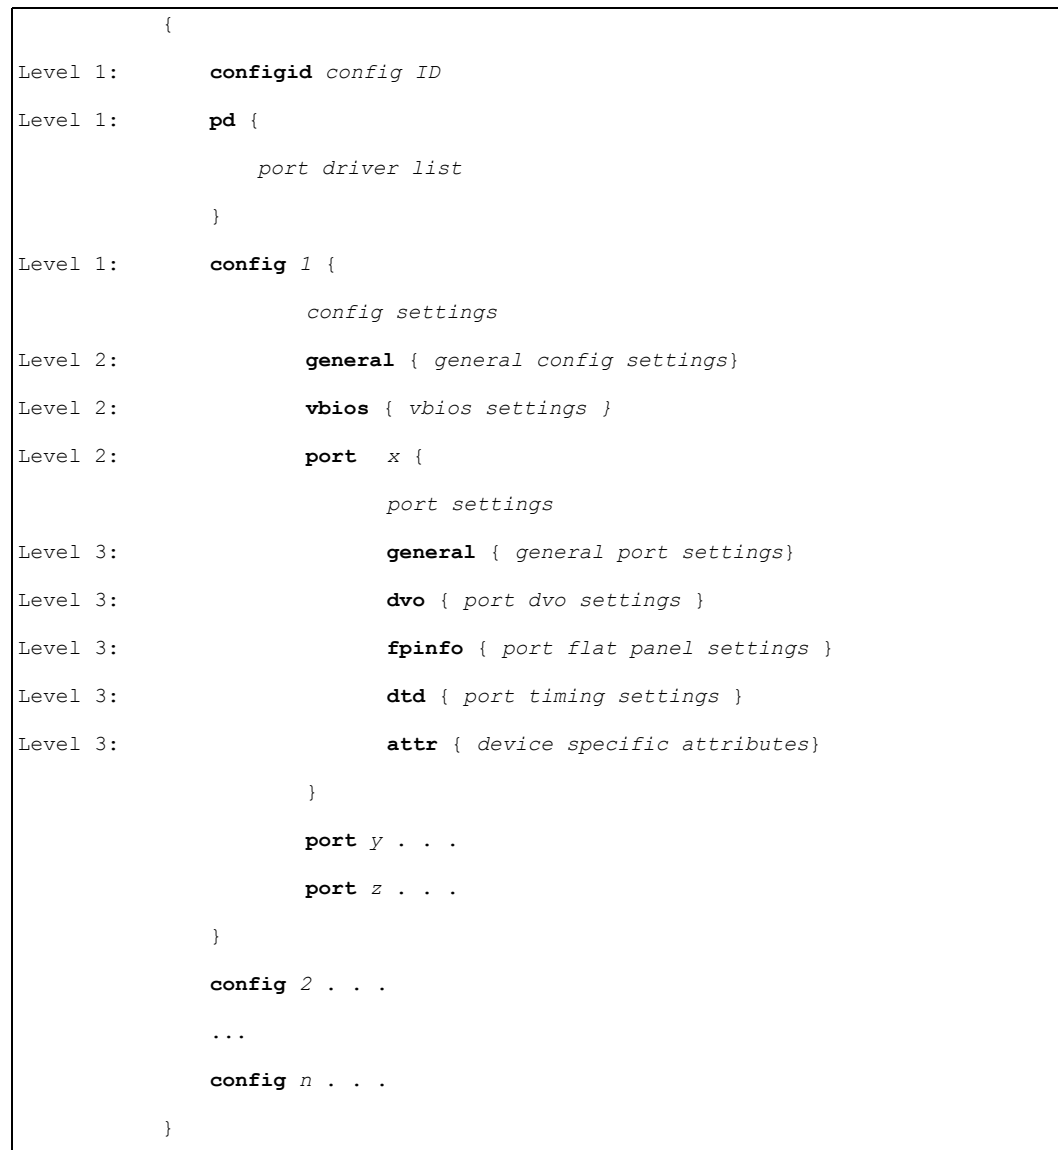 {
Level 1: configid config ID
Level 1: pd {
port driver list
}
Level 1: config 1 {
config settings
Level 2: general { general config settings}
Level 2: vbios { vbios settings }
Level 2: port x {
port settings
Level 3: general { general port settings}
Level 3: dvo { port dvo settings }
Level 3: fpinfo { port flat panel settings }
Level 3: dtd { port timing settings }
Level 3: attr { device specific attributes}
}
port y . . .
port z . . .
}
config 2 . . .
...
config n . . .
}